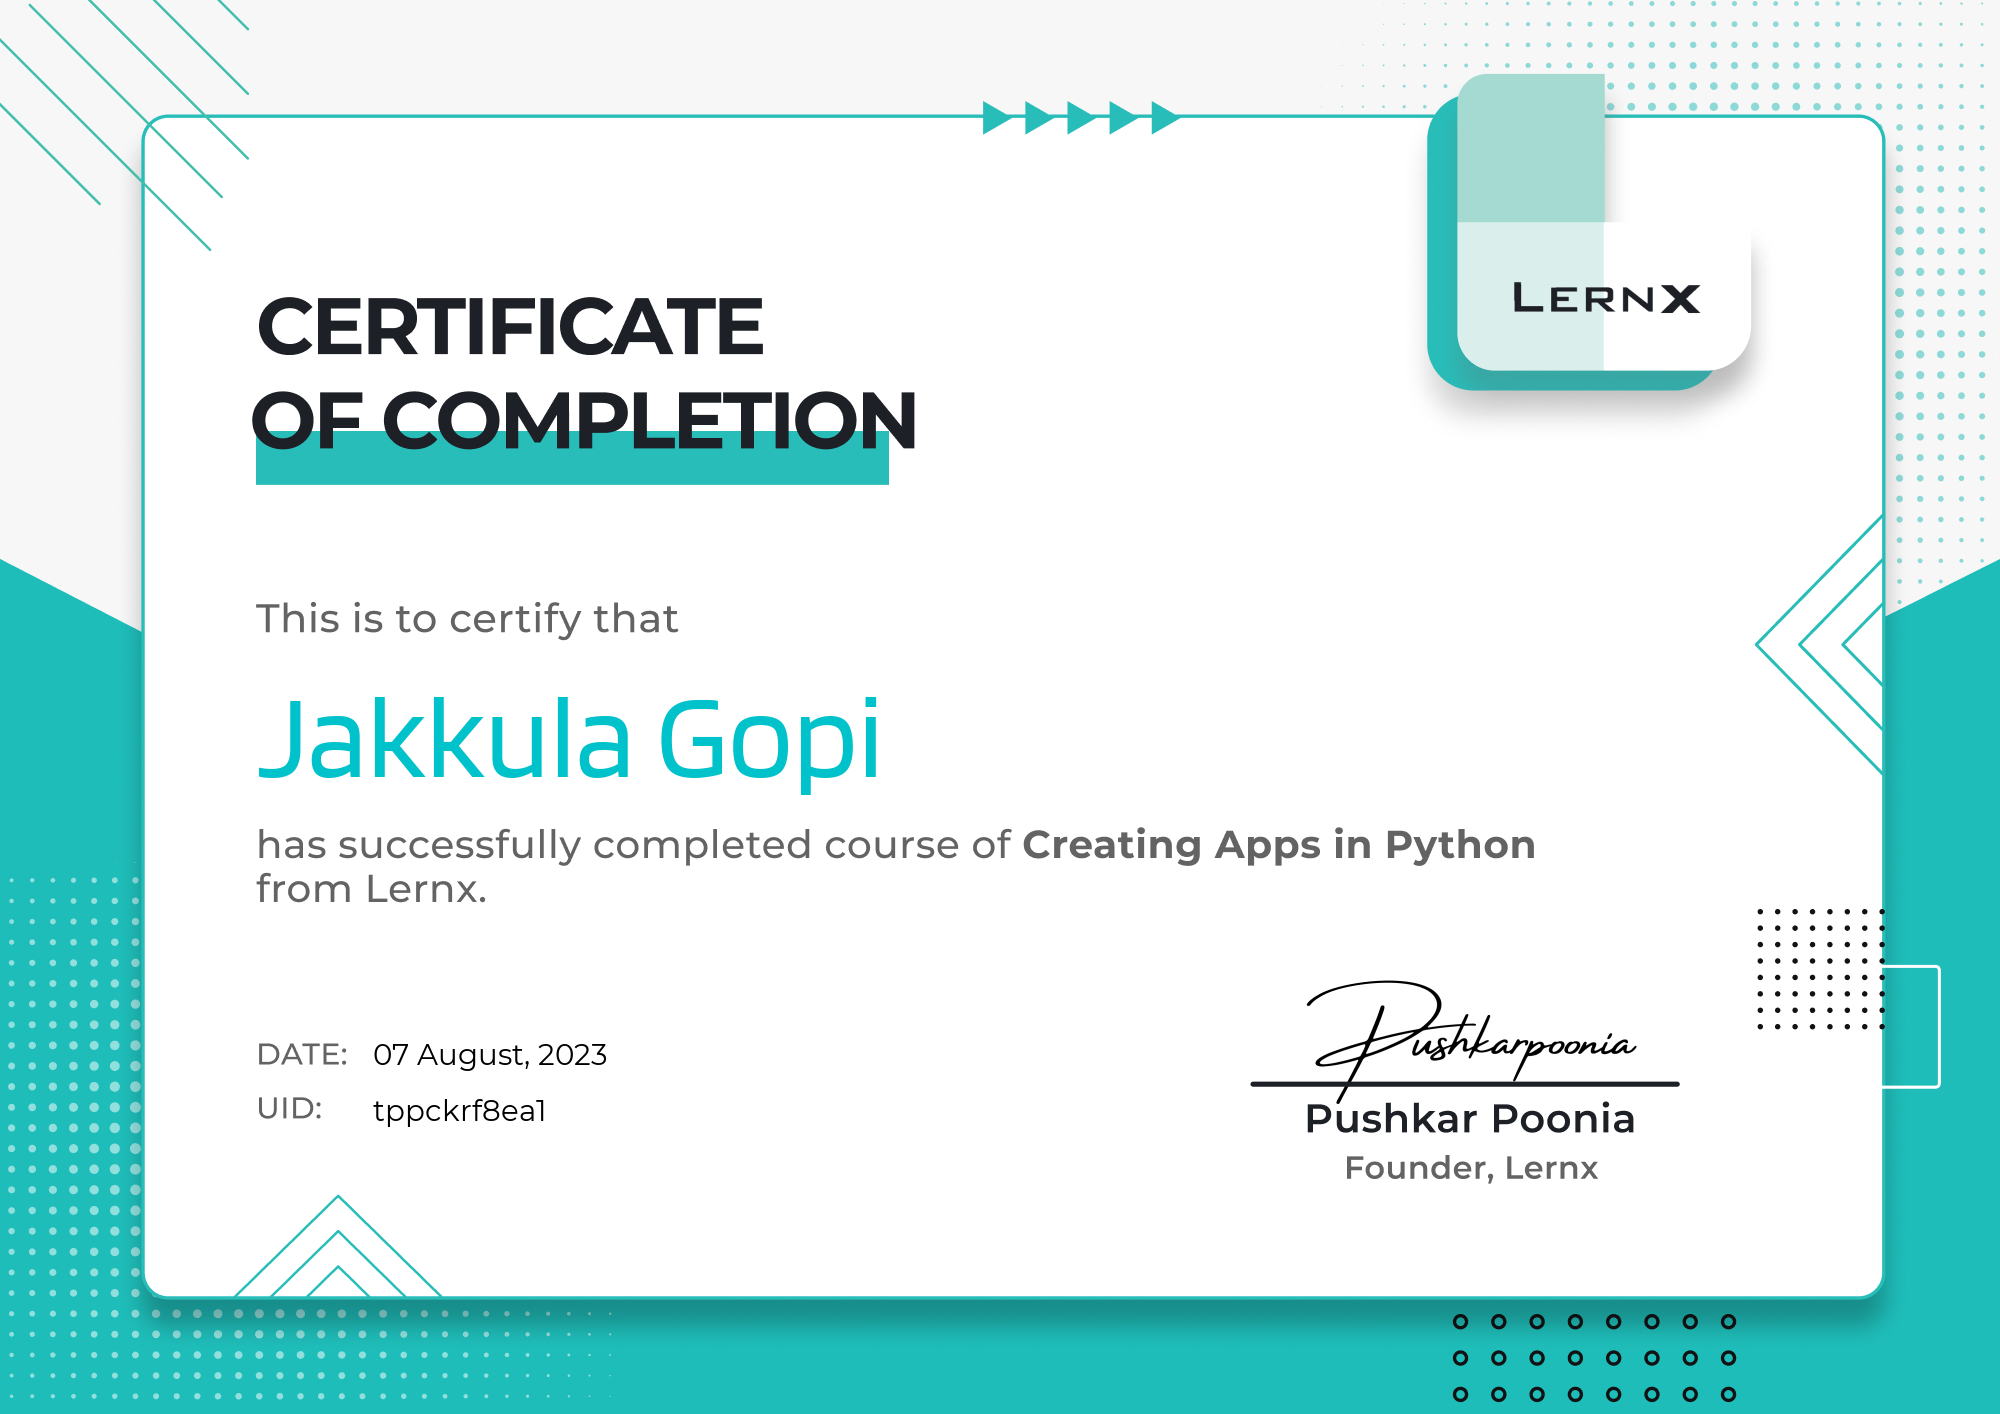 LERNX
CERTIFICATE
OF COMPLETION
This is to certify that
Jakkula Gopi
has successfully completed course of Creating Apps in Python
from Lernx.
DATE: 07 August, 2023
UID: tppckrf8ea1
Pushkarpoonia
Pushkar Poonia
Founder, Lernx